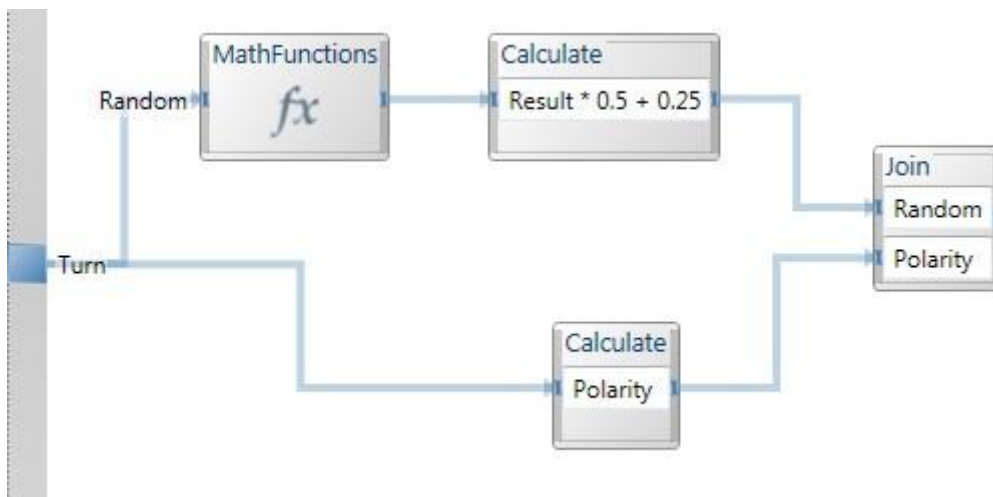 MathFunctions
Random
fx
Calculate
Result * 0.5 + 0.25
Join
Random
Polarity
Turn
Calculate
Polarity